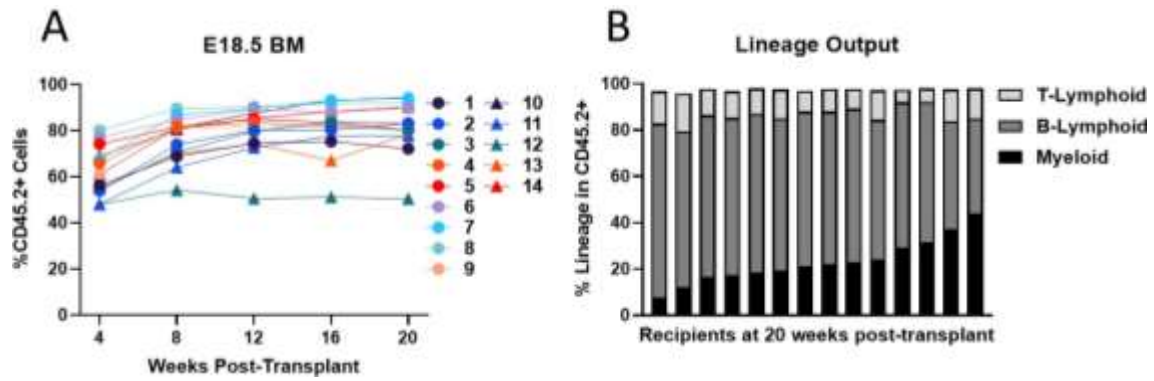 A
E18.5 BM
%CD45.2+ Cells
100
80
60
40
20
0
4 8 12 16 20
Weeks Post-Transplant
1 10
2 11
3 12
4 13
5 14
6
7
8
9
B
Lineage Output
% Lineage in CD45.2+
100
80
60
40
20
0
Recipients at 20 weeks post-transplant
T-Lymphoid
B-Lymphoid
Myeloid